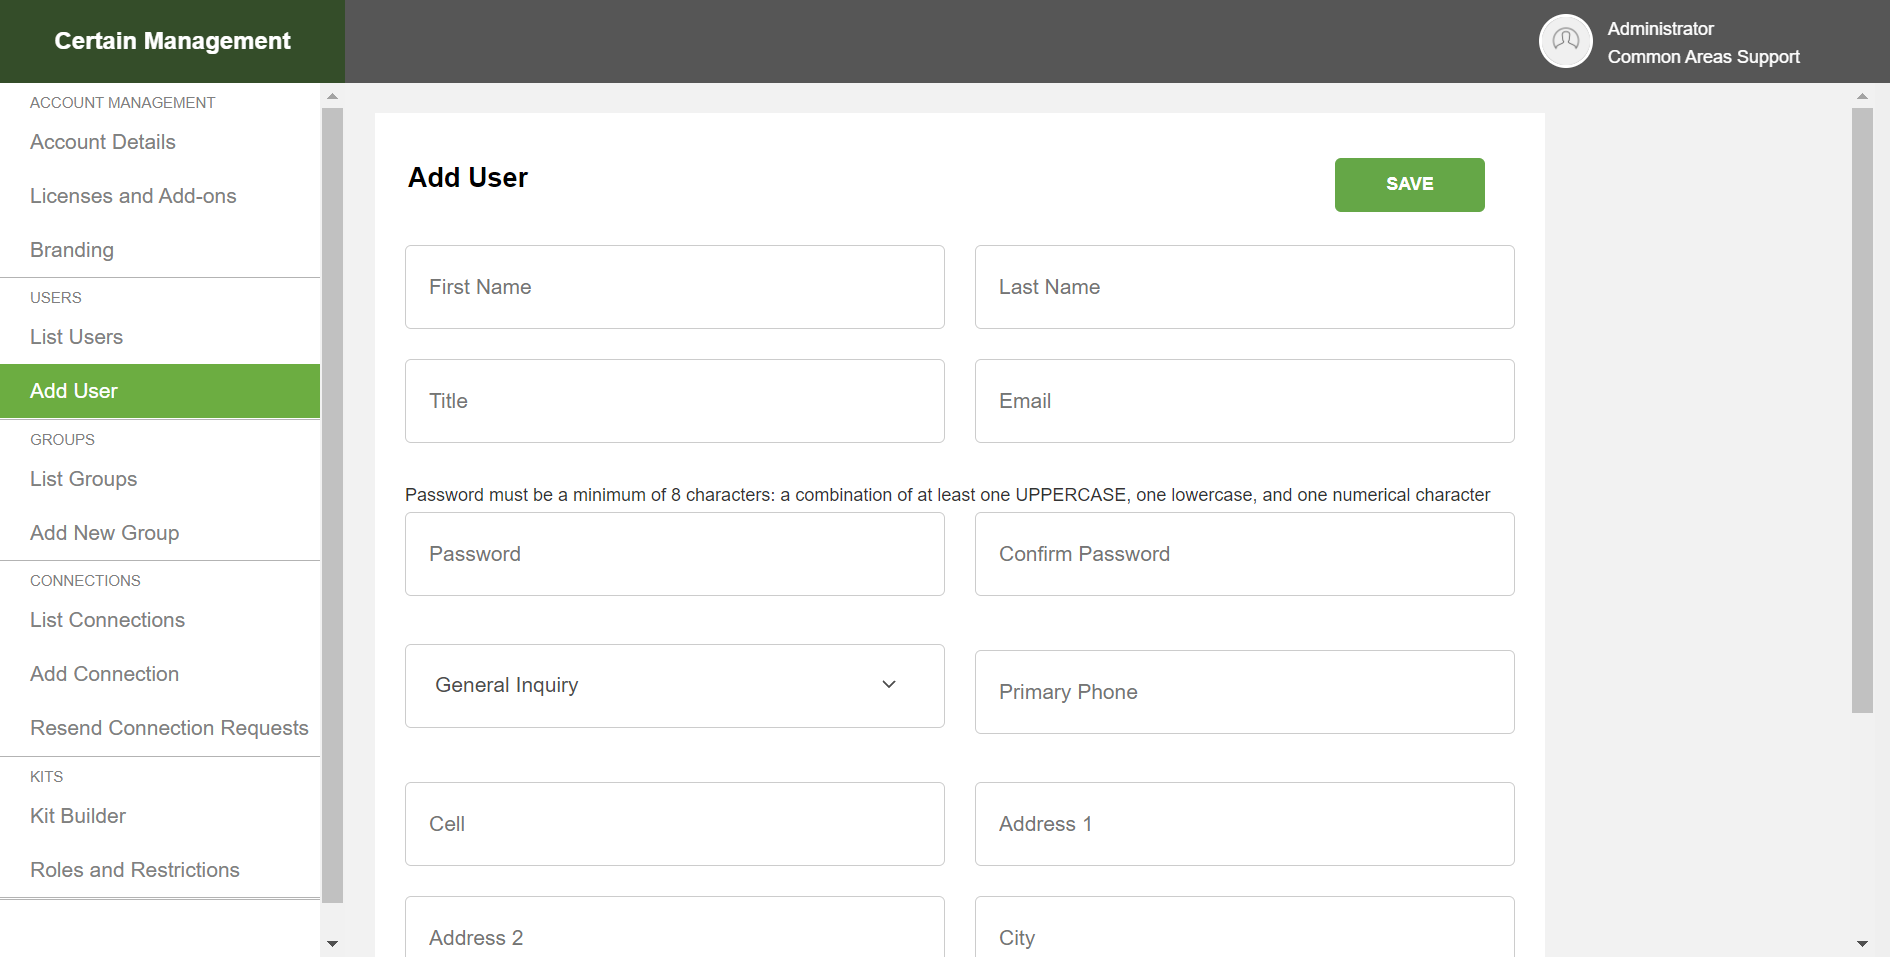 Certain Management
Administrator
Common Areas Support
ACCOUNT MANAGEMENT
Account Details
Licenses and Add-ons
Branding
USERS
List Users
Add User
GROUPS
List Groups
Add New Group
CONNECTIONS
List Connections
Add Connection
Resend Connection Requests
KITS
Kit Builder
Roles and Restrictions
Add User
SAVE
First Name
Last Name
Title
Email
Password must be a minimum of 8 characters: a combination of at least one UPPERCASE, one lowercase, and one numerical character
Password
Confirm Password
General Inquiry
Primary Phone
Cell
Address 1
Address 2
City